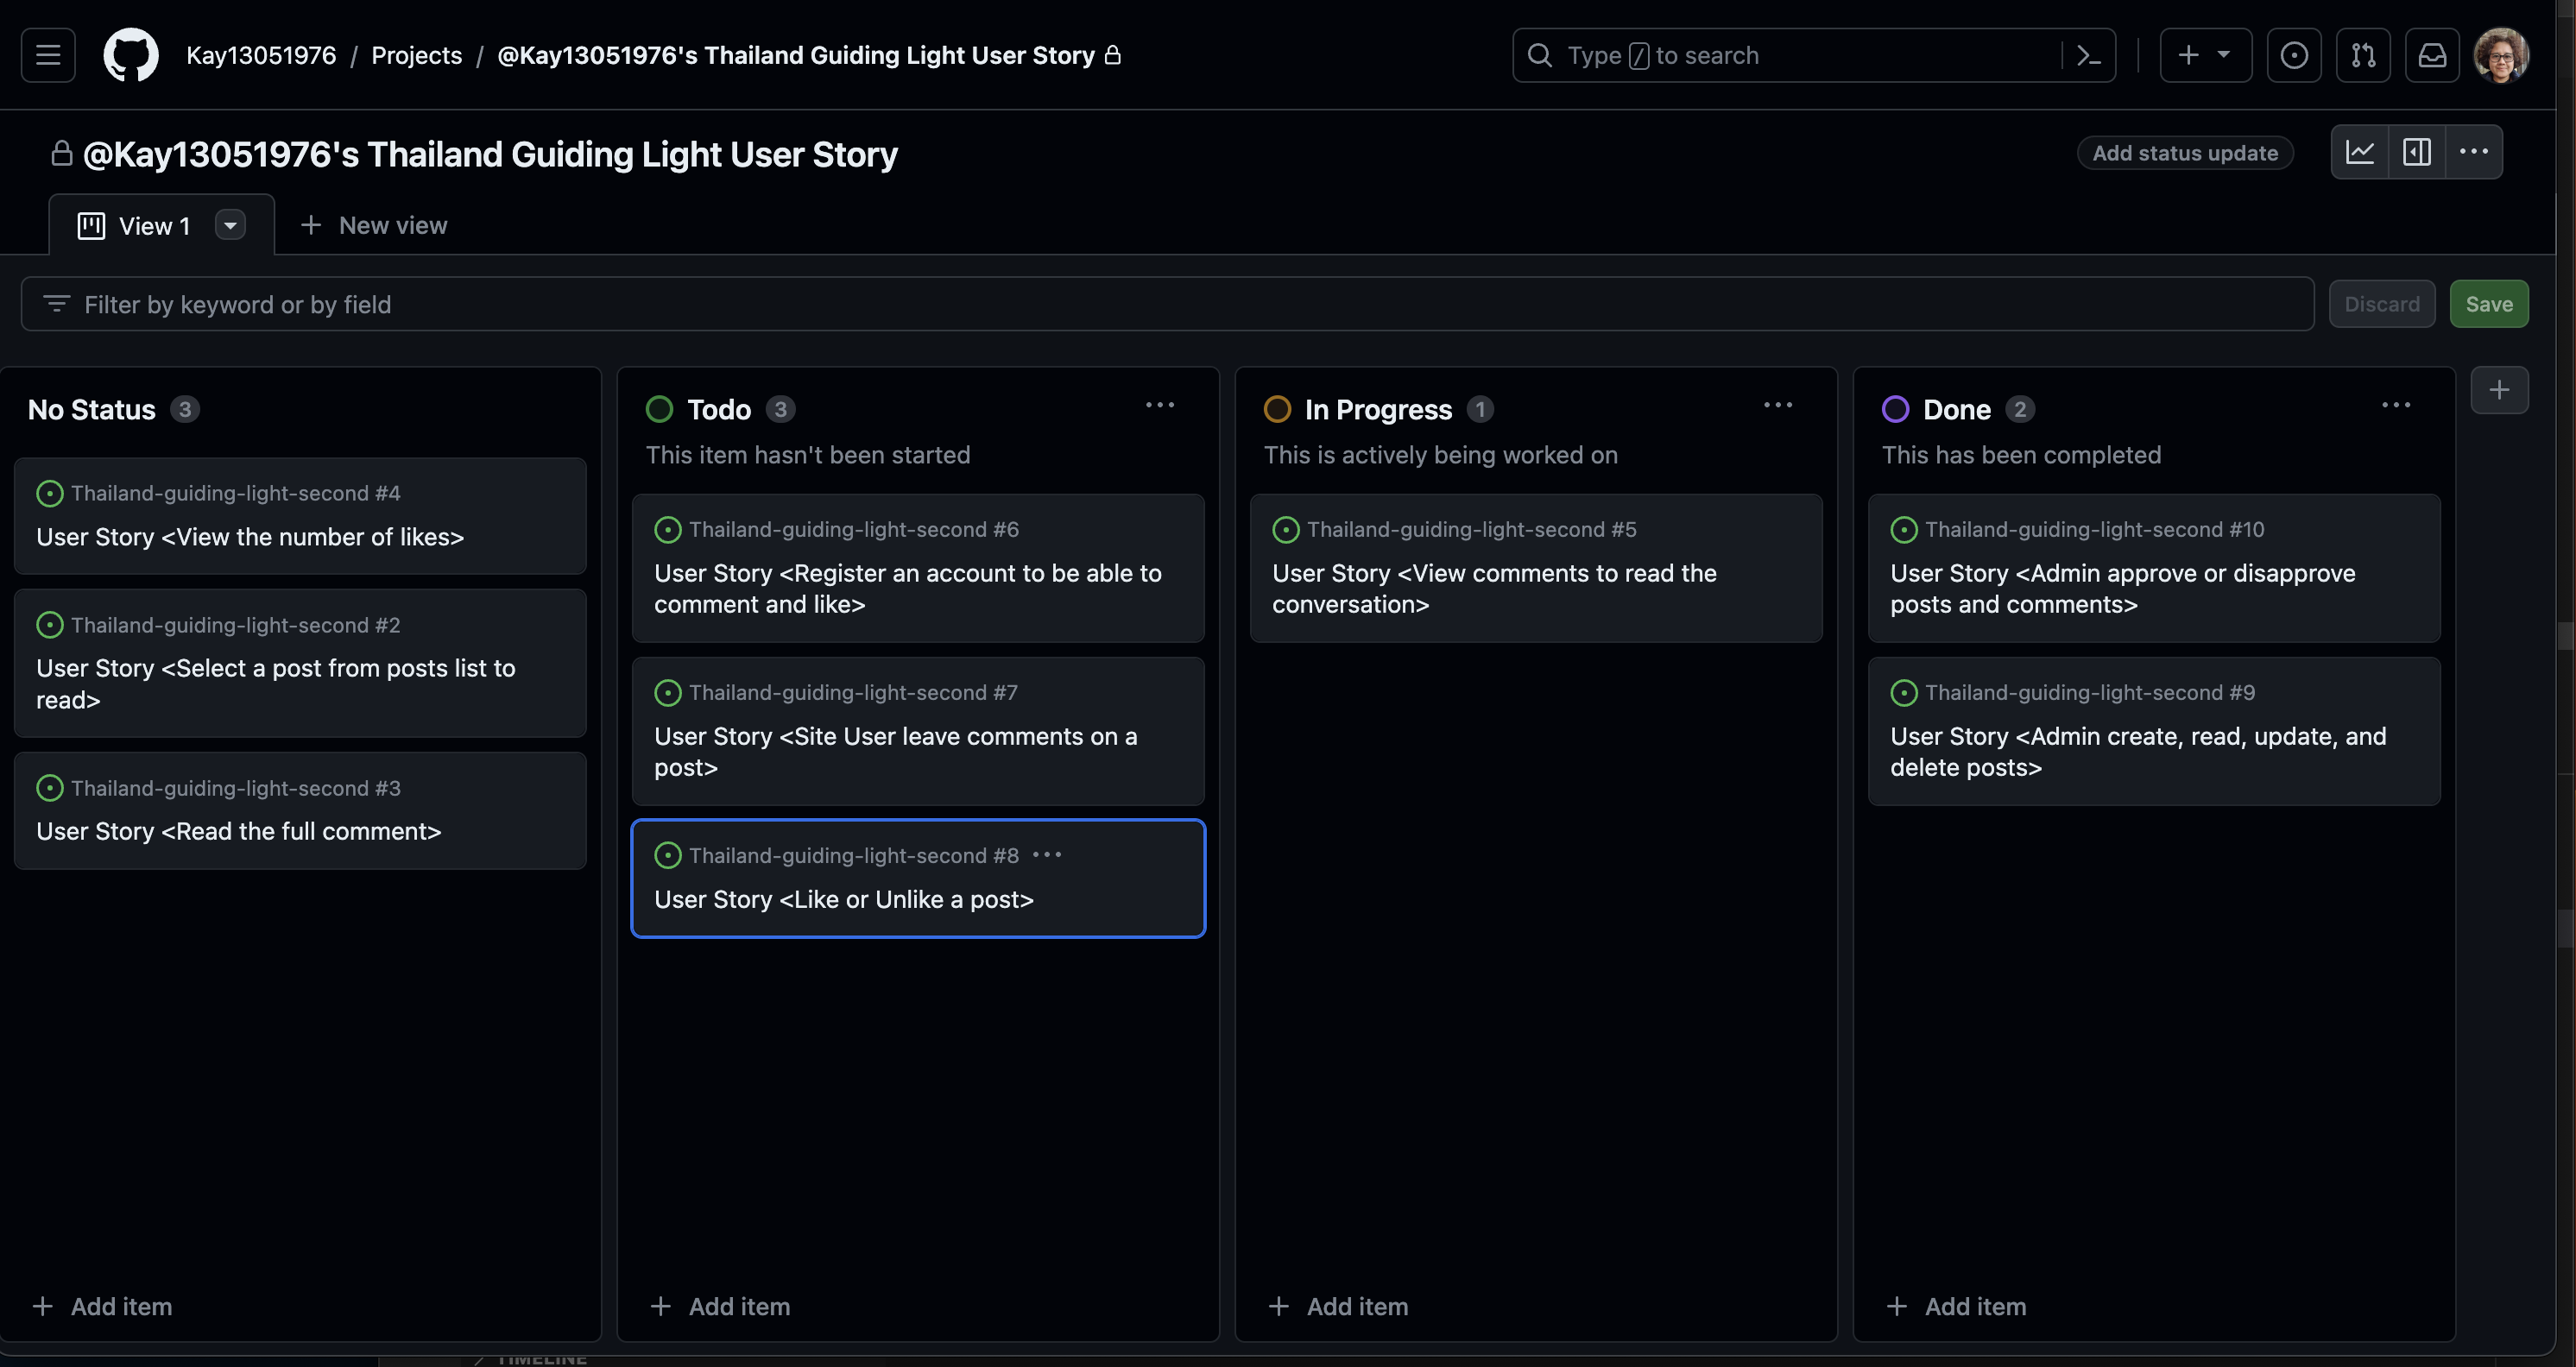 Kay13051976 / Projects / @Kay13051976's Thailand Guiding Light User Story
Type / to search
@Kay13051976's Thailand Guiding Light User Story
Add status update
View 1
New view
Filter by keyword or by field
Discard
Save
No Status 3
Thailand-guiding-light-second #4
User Story <View the number of likes>
Thailand-guiding-light-second #2
User Story <Select a post from posts list to
read>
Thailand-guiding-light-second #3
User Story <Read the full comment>
Add item
Todo 3
This item hasn't been started
Thailand-guiding-light-second #6
User Story <Register an account to be able to
comment and like>
Thailand-guiding-light-second #7
User Story <Site User leave comments on a
post>
Thailand-guiding-light-second #8
User Story <Like or Unlike a post>
Add item
In Progress 1
This is actively being worked on
Thailand-guiding-light-second #5
User Story <View comments to read the
conversation>
Add item
Done 2
This has been completed
Thailand-guiding-light-second #10
User Story <Admin approve or disapprove
posts and comments>
Thailand-guiding-light-second #9
User Story <Admin create, read, update, and
delete posts>
Add item
TIMELINE